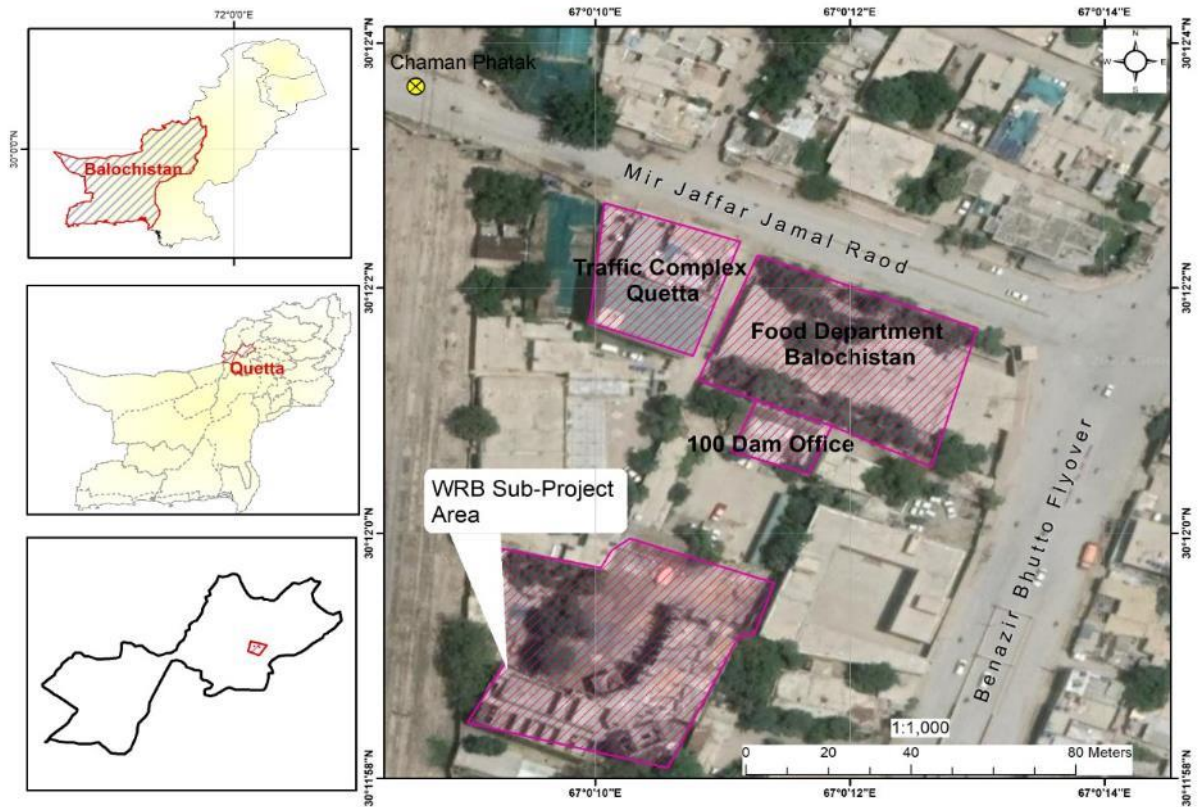 72°0'0"E
30°0'0"N
Balochistan
Quetta
67°0'10"E
67°0'12"E
67°0'14"E
30°12'4"N
30°12'2"N
30°12'0"N
30°11'58"N
N
W
E
S
Chaman Phatak
Mir Jaffar Jamal Raod
Traffic Complex
Quetta
Food Department
Balochistan
100 Dam Office
WRB Sub-Project
Area
Benazir Bhutto Flyover
1:1,000
0 20 40 80 Meters
67°0'10"E
67°0'12"E
67°0'14"E